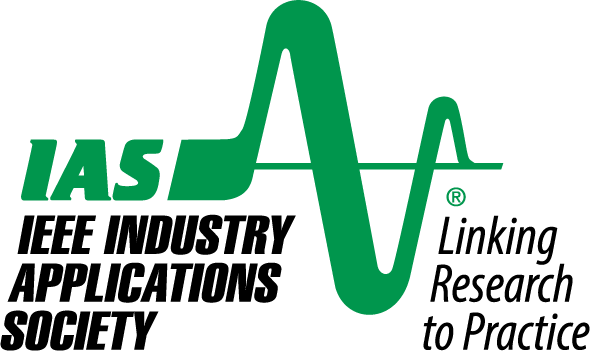 IAS
IEEE INDUSTRY
APPLICATIONS
SOCIETY
®
Linking
Research
to Practice